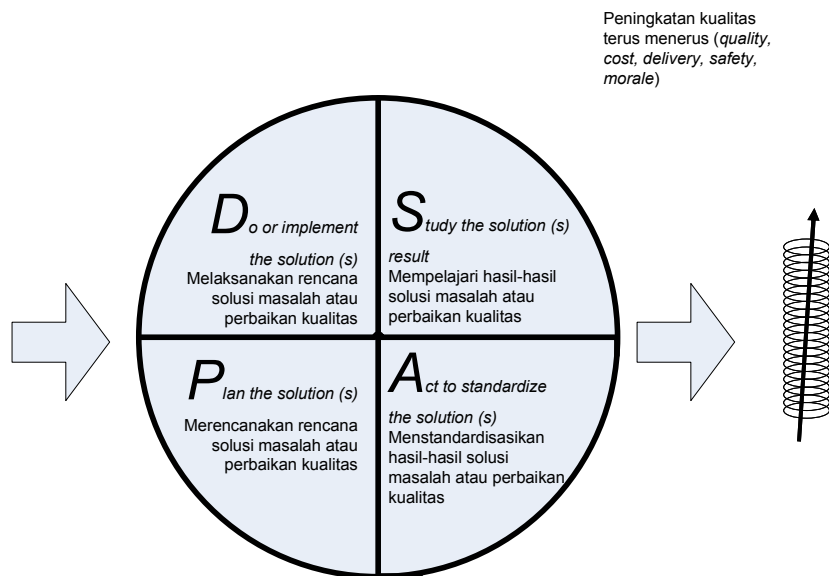 Peningkatan kualitas
terus menerus (quality,
cost, delivery, safety,
morale)
Do or implement
the solution (s)
Melaksanakan rencana
solusi masalah atau
perbaikan kualitas
Study the solution (s)
result
Mempelajari hasil-hasil
solusi masalah atau
perbaikan kualitas
Plan the solution (s)
Merencanakan rencana
solusi masalah atau
perbaikan kualitas
Act to standardize
the solution (s)
Menstandardisasikan
hasil-hasil solusi
masalah atau perbaikan
kualitas